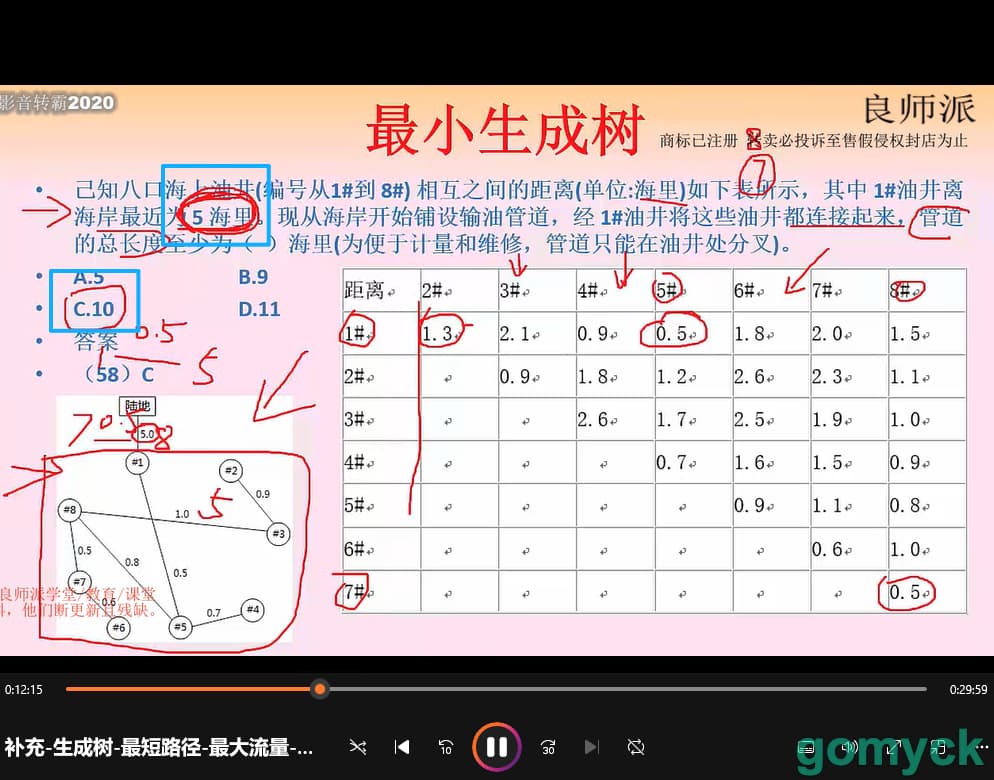 影音转霸2020
最小生成树
良师派
商标已注册 转卖必投诉至售假侵权封店为止
7
• 己知八口海上油井(编号从1#到 8#) 相互之间的距离(单位:海里)如下表所示，其中 1#油井离
海岸最近为 5 海里。现从海岸开始铺设输油管道，经 1#油井将这些油井都连接起来，管道
的总长度至少为（ ）海里(为便于计量和维修，管道只能在油井处分叉)。
• A.5 B.9
• C.10 D.11
• 答案
• （58）C
0.5
5
7 0.5 8
距离 2# 3# 4# 5# 6# 7# 8#
1# 1.3 2.1 0.9 0.5 1.8 2.0 1.5
2# 0.9 1.8 1.2 2.6 2.3 1.1
3# 2.6 1.7 2.5 1.9 1.0
4# 0.7 1.6 1.5 0.9
5# 0.9 1.1 0.8
6# 0.6 1.0
7# 0.5
陆地
5.0
#1
#2
0.9
#8
1.0
5
#3
0.5
0.8
0.5
#7
0.6
0.7
#4
#6
#5
良师派学堂/教育/课堂
，他们断更新且残缺。
0:12:15
0:29:59
补充-生成树-最短路径-最大流量-...
10
30
gomyck